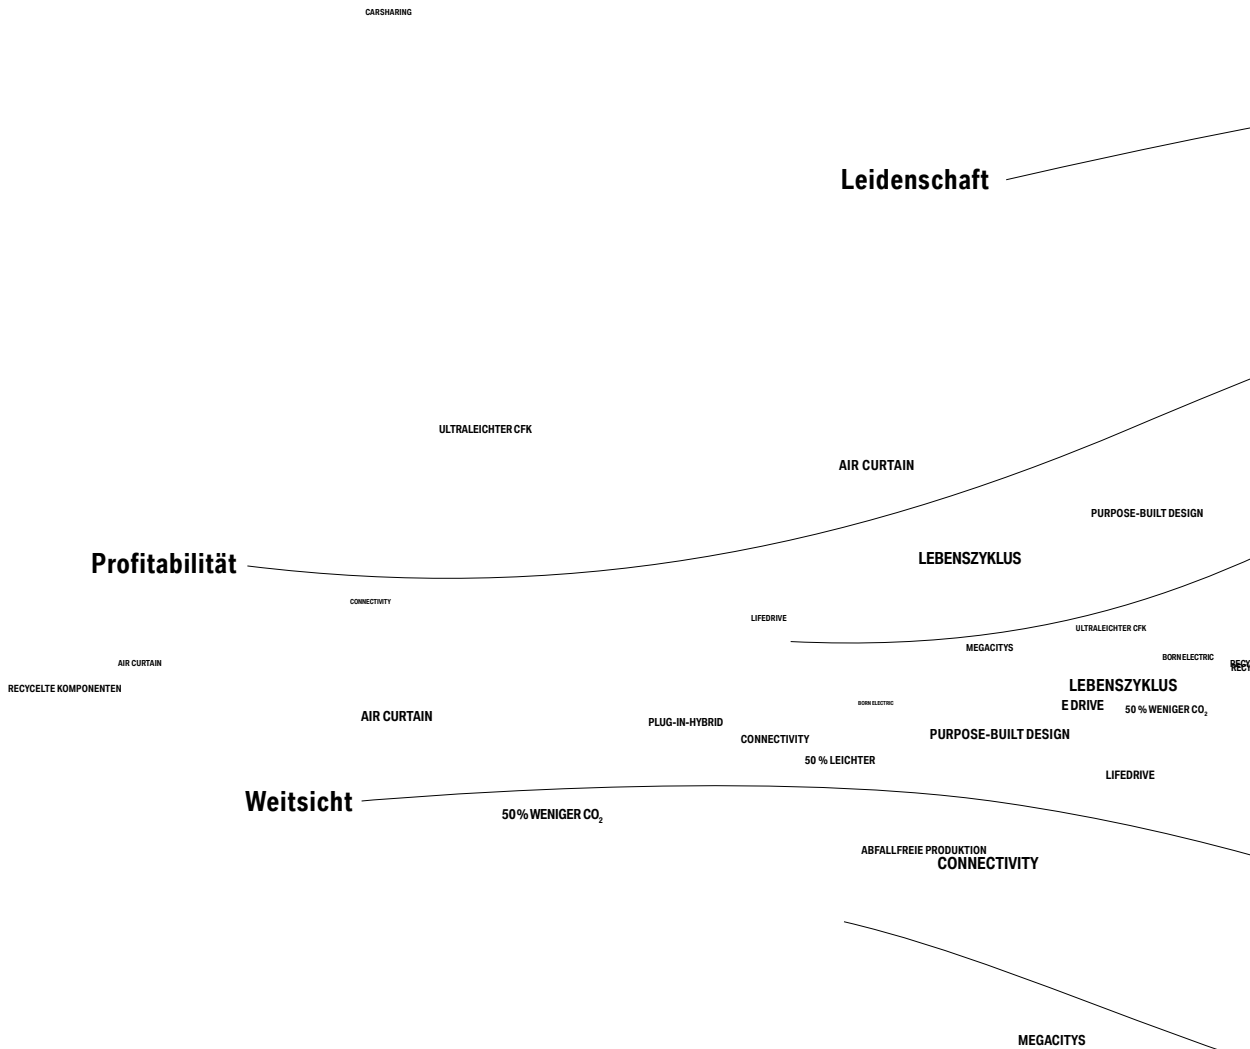 CARSHARING
Leidenschaft
ULTRALEICHTER CFK
AIR CURTAIN
PURPOSE-BUILT DESIGN
LEBENSZYKLUS
Profitabilität
CONNECTIVITY
LIFEDRIVE
ULTRALEICHTER CFK
MEGACITYS
BORN ELECTRIC
AIR CURTAIN
RECYCELTE KOMPONENTEN
LEBENSZYKLUS
E DRIVE
50 % WENIGER CO₂
BORN ELECTRIC
AIR CURTAIN
PLUG-IN-HYBRID
CONNECTIVITY
PURPOSE-BUILT DESIGN
50 % LEICHTER
LIFEDRIVE
Weitsicht
50 % WENIGER CO₂
ABFALLFREIE PRODUKTION
CONNECTIVITY
MEGACITYS